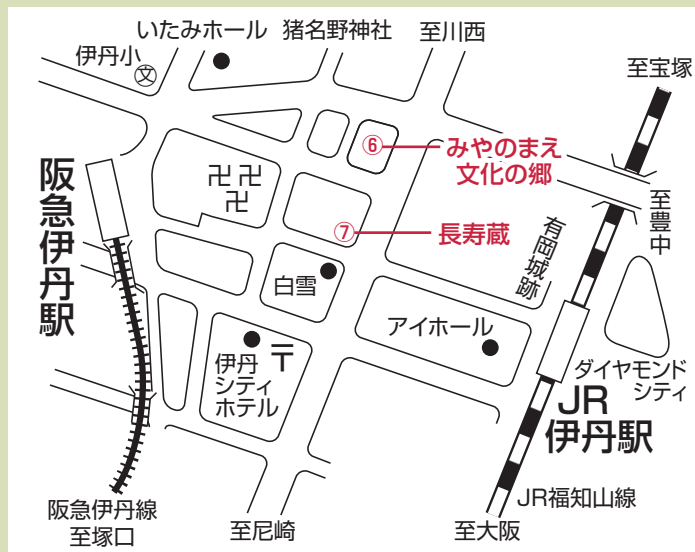 いたみホール
猪名野神社
至川西
伊丹小
文
至宝塚
⑥
みやのまえ
文化の郷
卍卍
卍
阪急伊丹駅
至豊中
⑦
長寿蔵
有岡城跡
白雪
アイホール
伊丹
シティ
ホテル
〒
ダイヤモンド
シティ
JR
伊丹駅
JR福知山線
阪急伊丹線
至塚口
至尼崎
至大阪